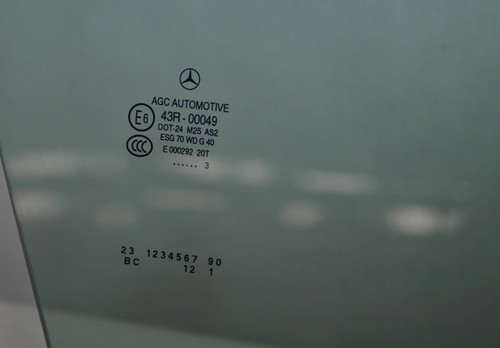 AGC AUTOMOTIVE
E6 43R - 00049
DOT-24 M25 AS2
CCC ESG 70 WD G 40
E 000292 20T
...... 3
23 1234567 90
BC 12 1